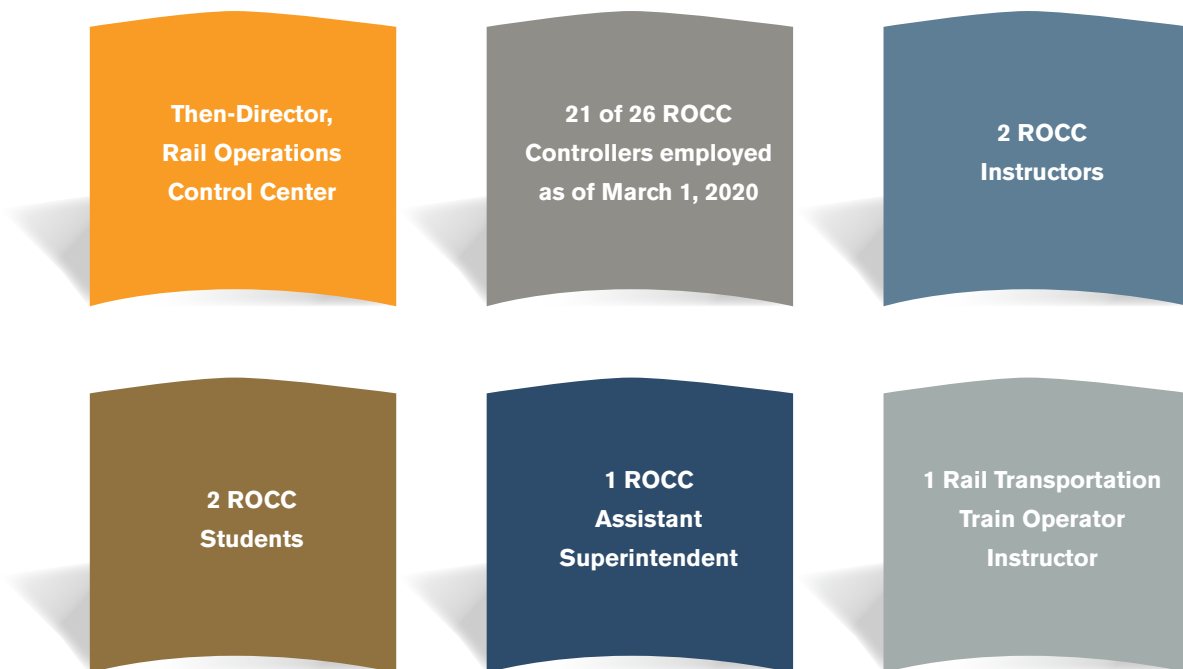 Then-Director,
Rail Operations
Control Center
21 of 26 ROCC
Controllers employed
as of March 1, 2020
2 ROCC
Instructors
2 ROCC
Students
1 ROCC
Assistant
Superintendent
1 Rail Transportation
Train Operator
Instructor